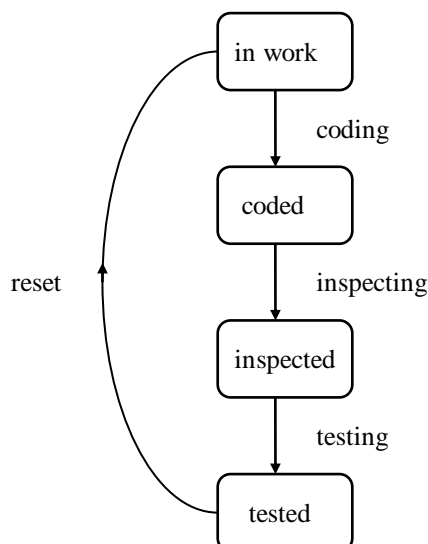 in work
coding
coded
reset
inspecting
inspected
testing
tested